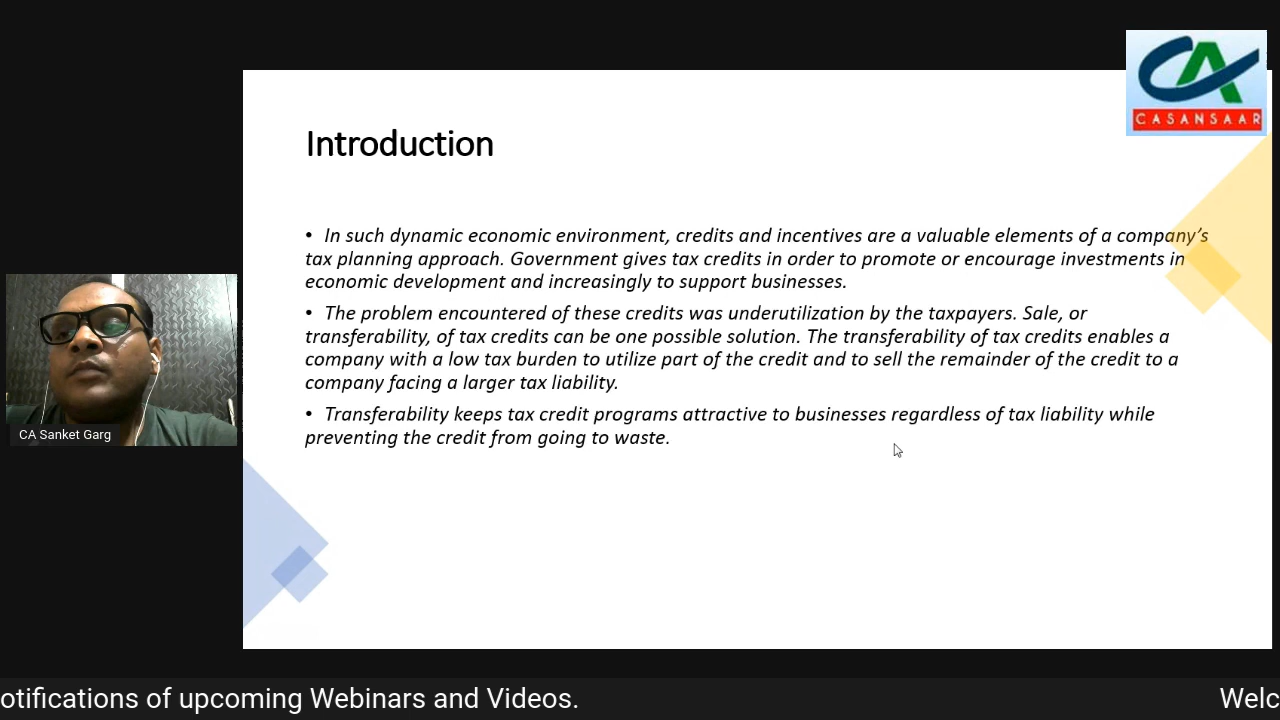 CASANSAAR
Introduction
• In such dynamic economic environment, credits and incentives are a valuable elements of a company's
tax planning approach. Government gives tax credits in order to promote or encourage investments in
economic development and increasingly to support businesses.
• The problem encountered of these credits was underutilization by the taxpayers. Sale, or
transferability, of tax credits can be one possible solution. The transferability of tax credits enables a
company with a low tax burden to utilize part of the credit and to sell the remainder of the credit to a
company facing a larger tax liability.
• Transferability keeps tax credit programs attractive to businesses regardless of tax liability while
preventing the credit from going to waste.
CA Sanket Garg
otifications of upcoming Webinars and Videos.
Welc